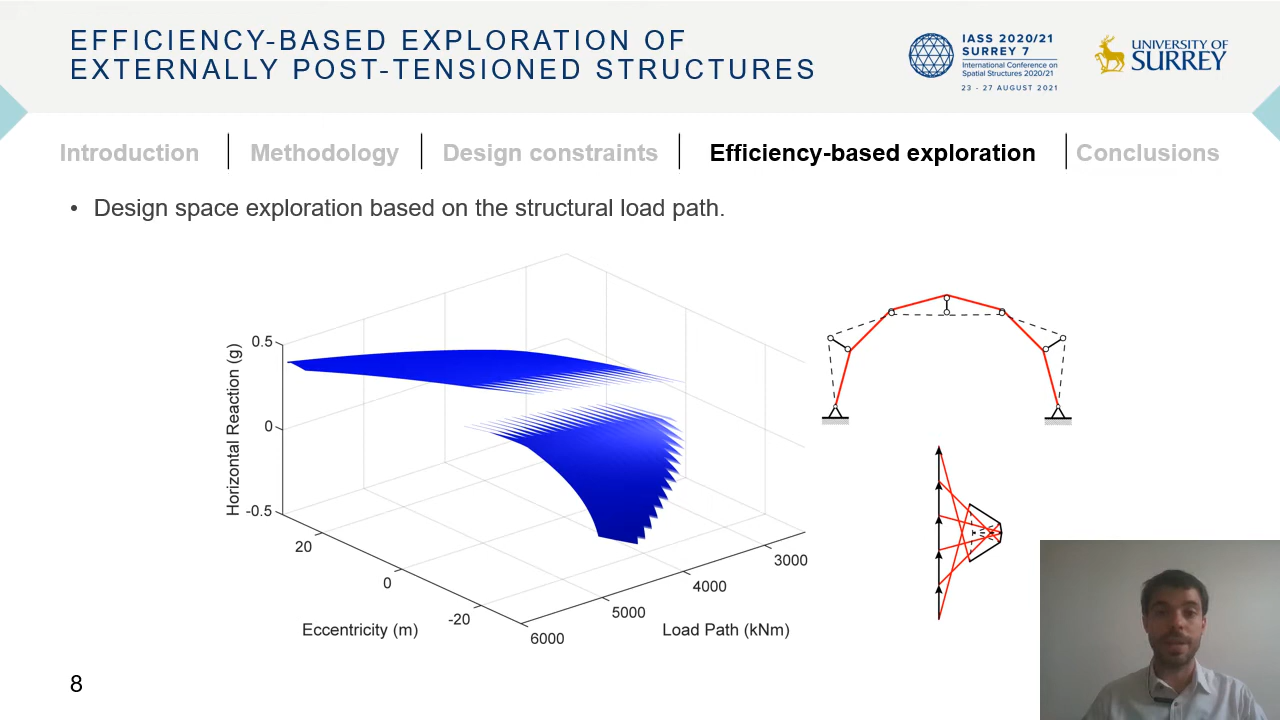 EFFICIENCY-BASED EXPLORATION OF
EXTERNALLY POST-TENSIONED STRUCTURES
IASS 2020/21
SURREY 7
International Conference on
Spatial Structures 2020/21
23 - 27 AUGUST 2021
UNIVERSITY OF
SURREY
Introduction
Methodology
Design constraints
Efficiency-based exploration
Conclusions
• Design space exploration based on the structural load path.
Horizontal Reaction (g)
0.5
0
-0.5
20
0
-20
Eccentricity (m)
6000
5000
4000
3000
Load Path (kNm)
8